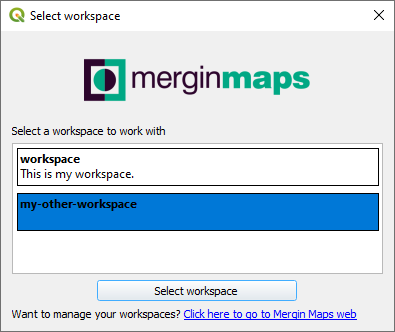 Select workspace
merginmaps
Select a workspace to work with
workspace
This is my workspace.
my-other-workspace
Select workspace
Want to manage your workspaces? Click here to go to Mergin Maps web